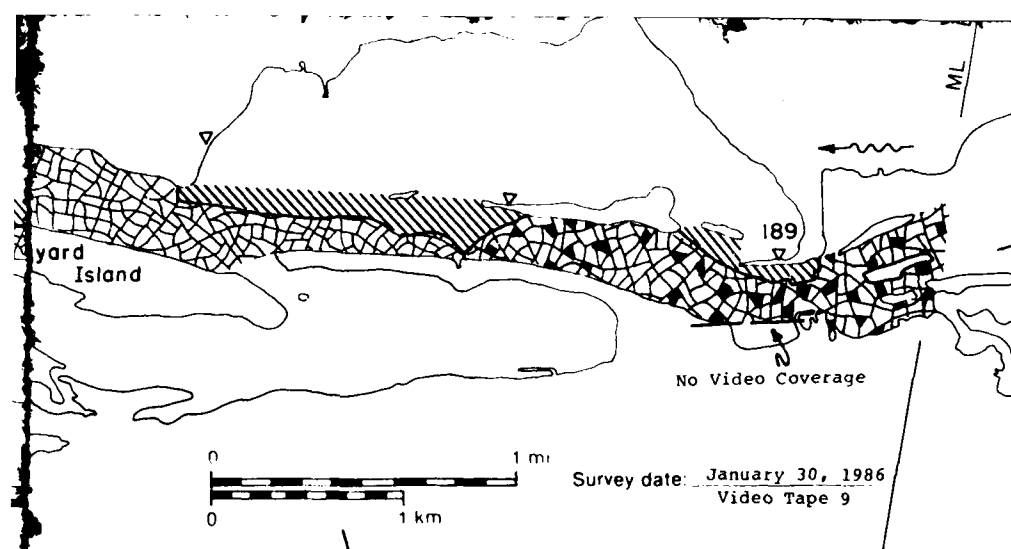 ML
189
yard
Island
No Video Coverage
0 1 mi
0 1 km
Survey date: January 30, 1986
Video Tape 9